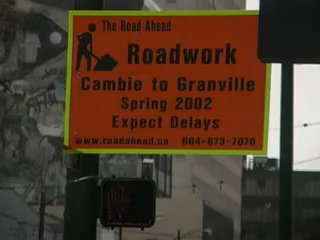 The Road Ahead
Roadwork
Cambie to Granville
Spring 2002
Expect Delays
www.roadahead.ca 604-873-7070